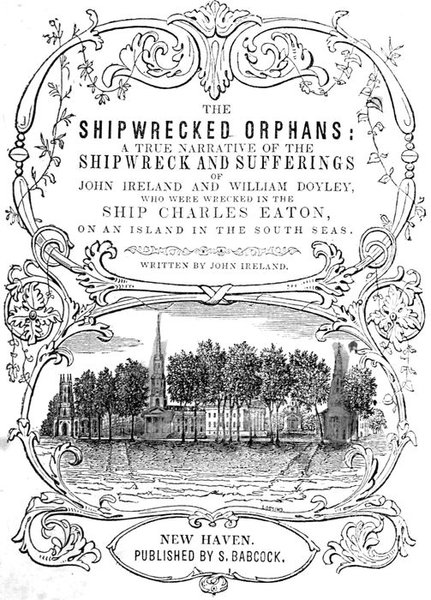 THE
SHIPWRECKED ORPHANS:
A TRUE NARRATIVE OF THE
SHIPWRECK AND SUFFERINGS
OF
JOHN IRELAND AND WILLIAM DOYLEY,
WHO WERE WRECKED IN THE
SHIP CHARLES EATON,
ON AN ISLAND IN THE SOUTH SEAS.
WRITTEN BY JOHN IRELAND.
NEW HAVEN.
PUBLISHED BY S. BABCOCK.